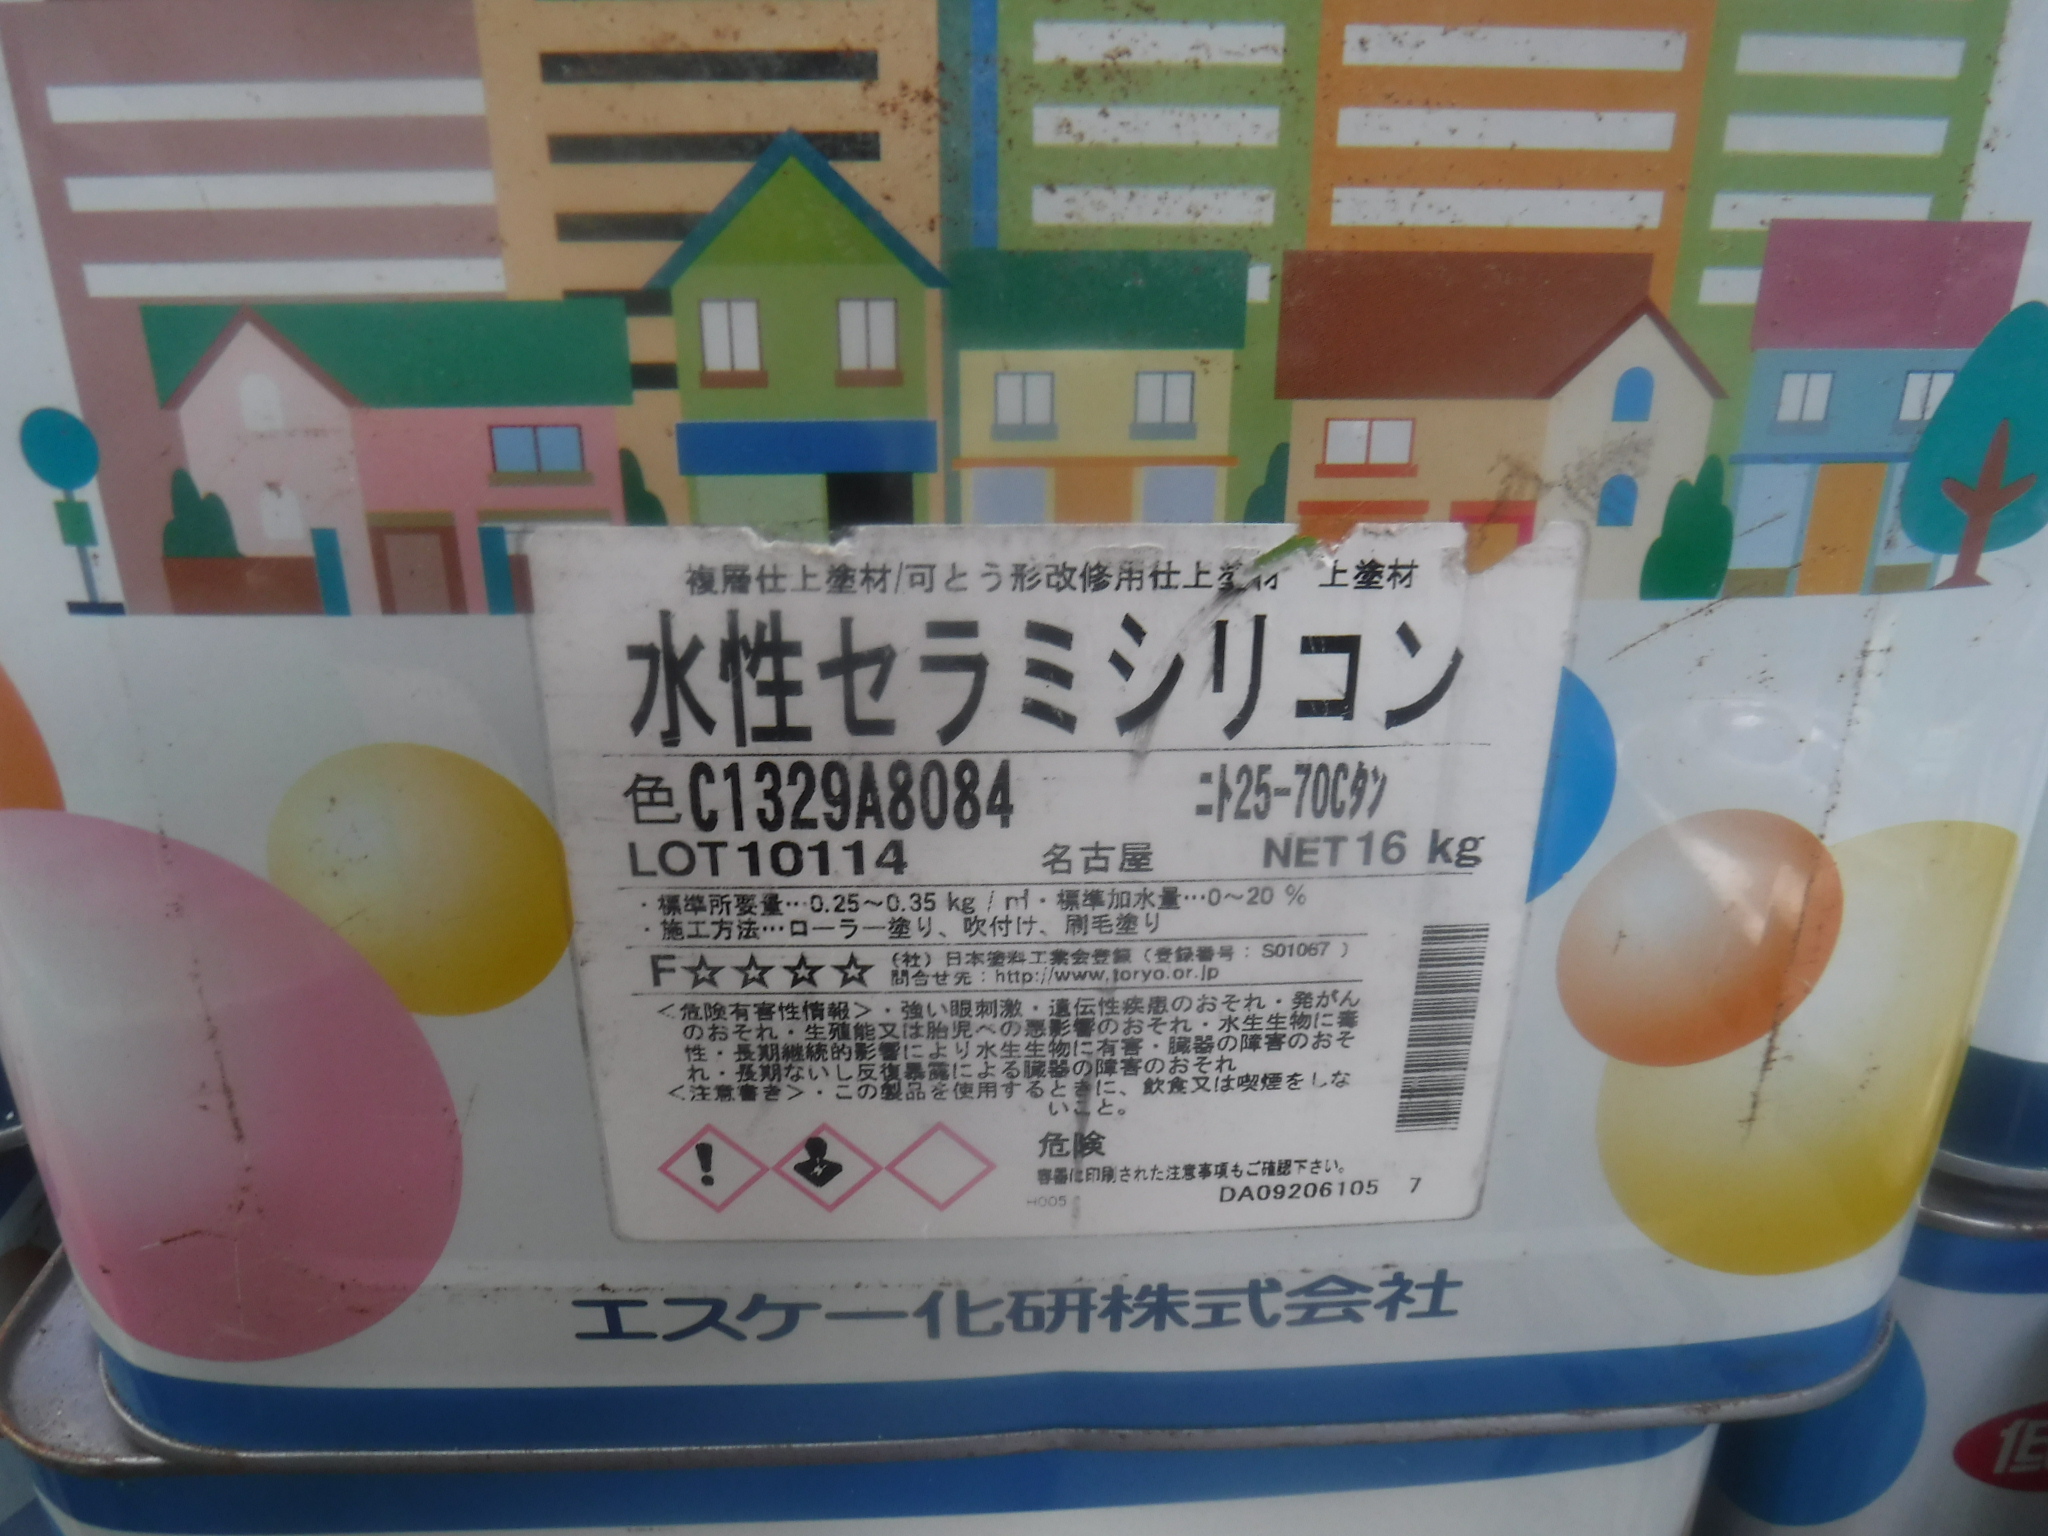 複層仕上塗材/可とう形改修用仕上塗材 上塗材
水性セラミシリコン
色 C1329A8084 ニト25-70Cタン
LOT 10114 名古屋 NET 16 kg
・標準所要量…0.25～0.35 kg / ㎡・標準加水量…0～20 %
・施工方法…ローラー塗り、吹付け、刷毛塗り
F☆☆☆☆ (社) 日本塗料工業会登録 (登録番号 : S01067 )
問合せ先 : http://www.toryo.or.jp
＜危険有害性情報＞・強い眼刺激・遺伝性疾患のおそれ・発がん
のおそれ・生殖能又は胎児への悪影響のおそれ・水生生物に毒
性・長期継続的影響により水生生物に有害・臓器の障害のおそ
れ・長期ないし反復暴露による臓器の障害のおそれ
＜注意書き＞・この製品を使用するときに、飲食又は喫煙をしな
いこと。
危険
容器に印刷された注意事項もご確認下さい。
H005 DA09206105 7
エスケー化研株式会社